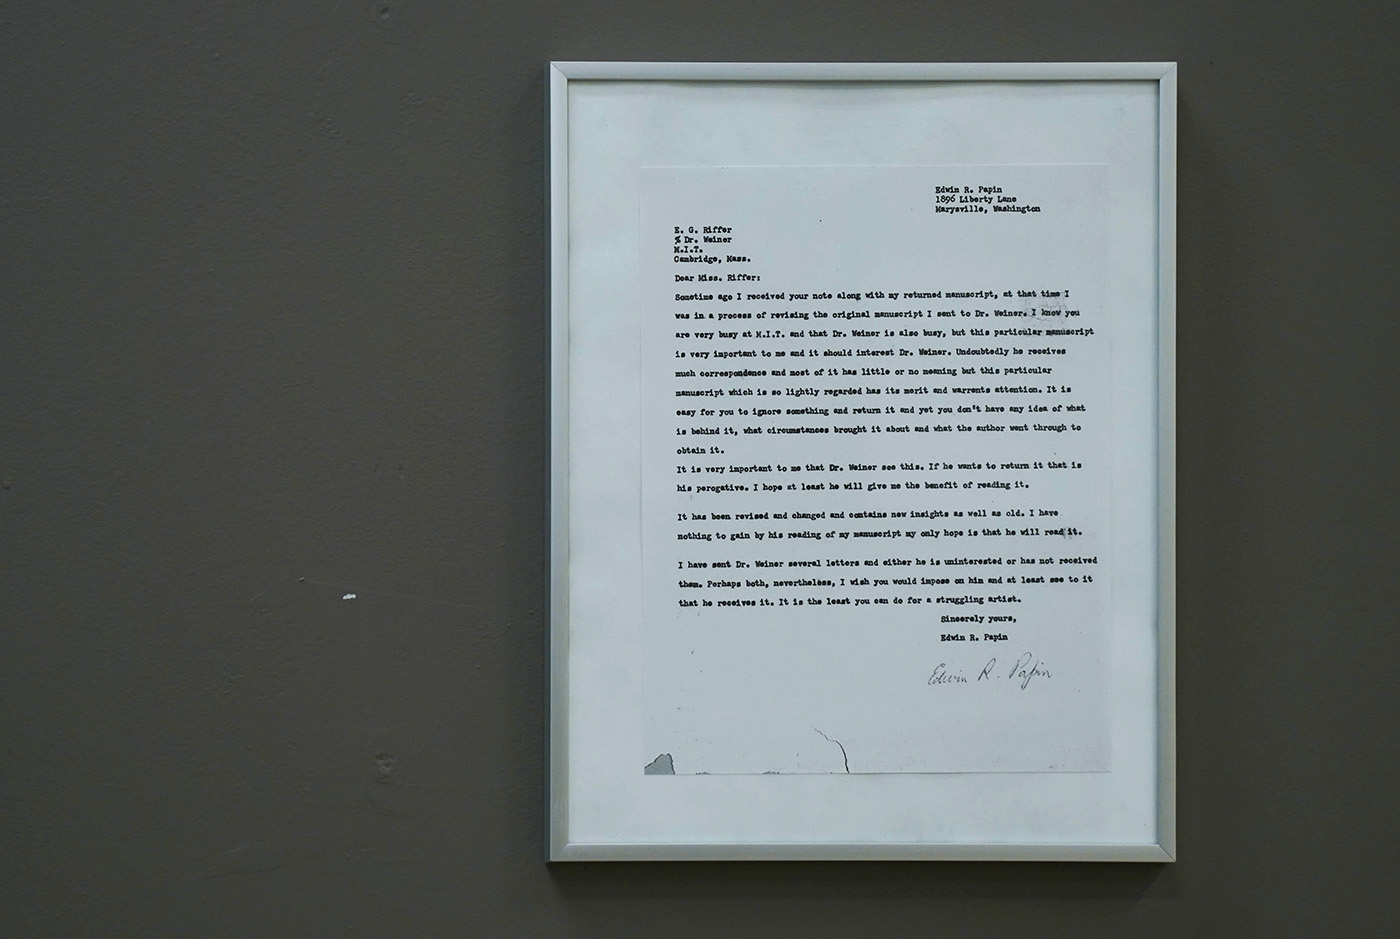 Edwin R. Papin
1896 Liberty Lane
Marysville, Washington
E. G. Riffer
% Dr. Weiner
M.I.T.
Cambridge, Mass.
Dear Miss. Riffer:
Sometime ago I received your note along with my returned manuscript, at that time I
was in a process of revising the original manuscript I sent to Dr. Weiner. I know you
are very busy at M.I.T. and that Dr. Weiner is also busy, but this particular manuscript
is very important to me and it should interest Dr. Weiner. Undoubtedly he receives
much correspondence and most of it has little or no meaning but this particular
manuscript which is so lightly regarded has its merit and warrents attention. It is
easy for you to ignore something and return it and yet you don't have any idea of what
is behind it, what circumstances brought it about and what the author went through to
obtain it.
It is very important to me that Dr. Weiner see this. If he wants to return it that is
his perogative. I hope at least he will give me the benefit of reading it.
It has been revised and changed and contains new insights as well as old. I have
nothing to gain by his reading of my manuscript my only hope is that he will read it.
I have sent Dr. Weiner several letters and either he is uninterested or has not received
them. Perhaps both, nevertheless, I wish you would impose on him and at least see to it
that he receives it. It is the least you can do for a struggling artist.
Sincerely yours,
Edwin R. Papin
Edwin R. Papin